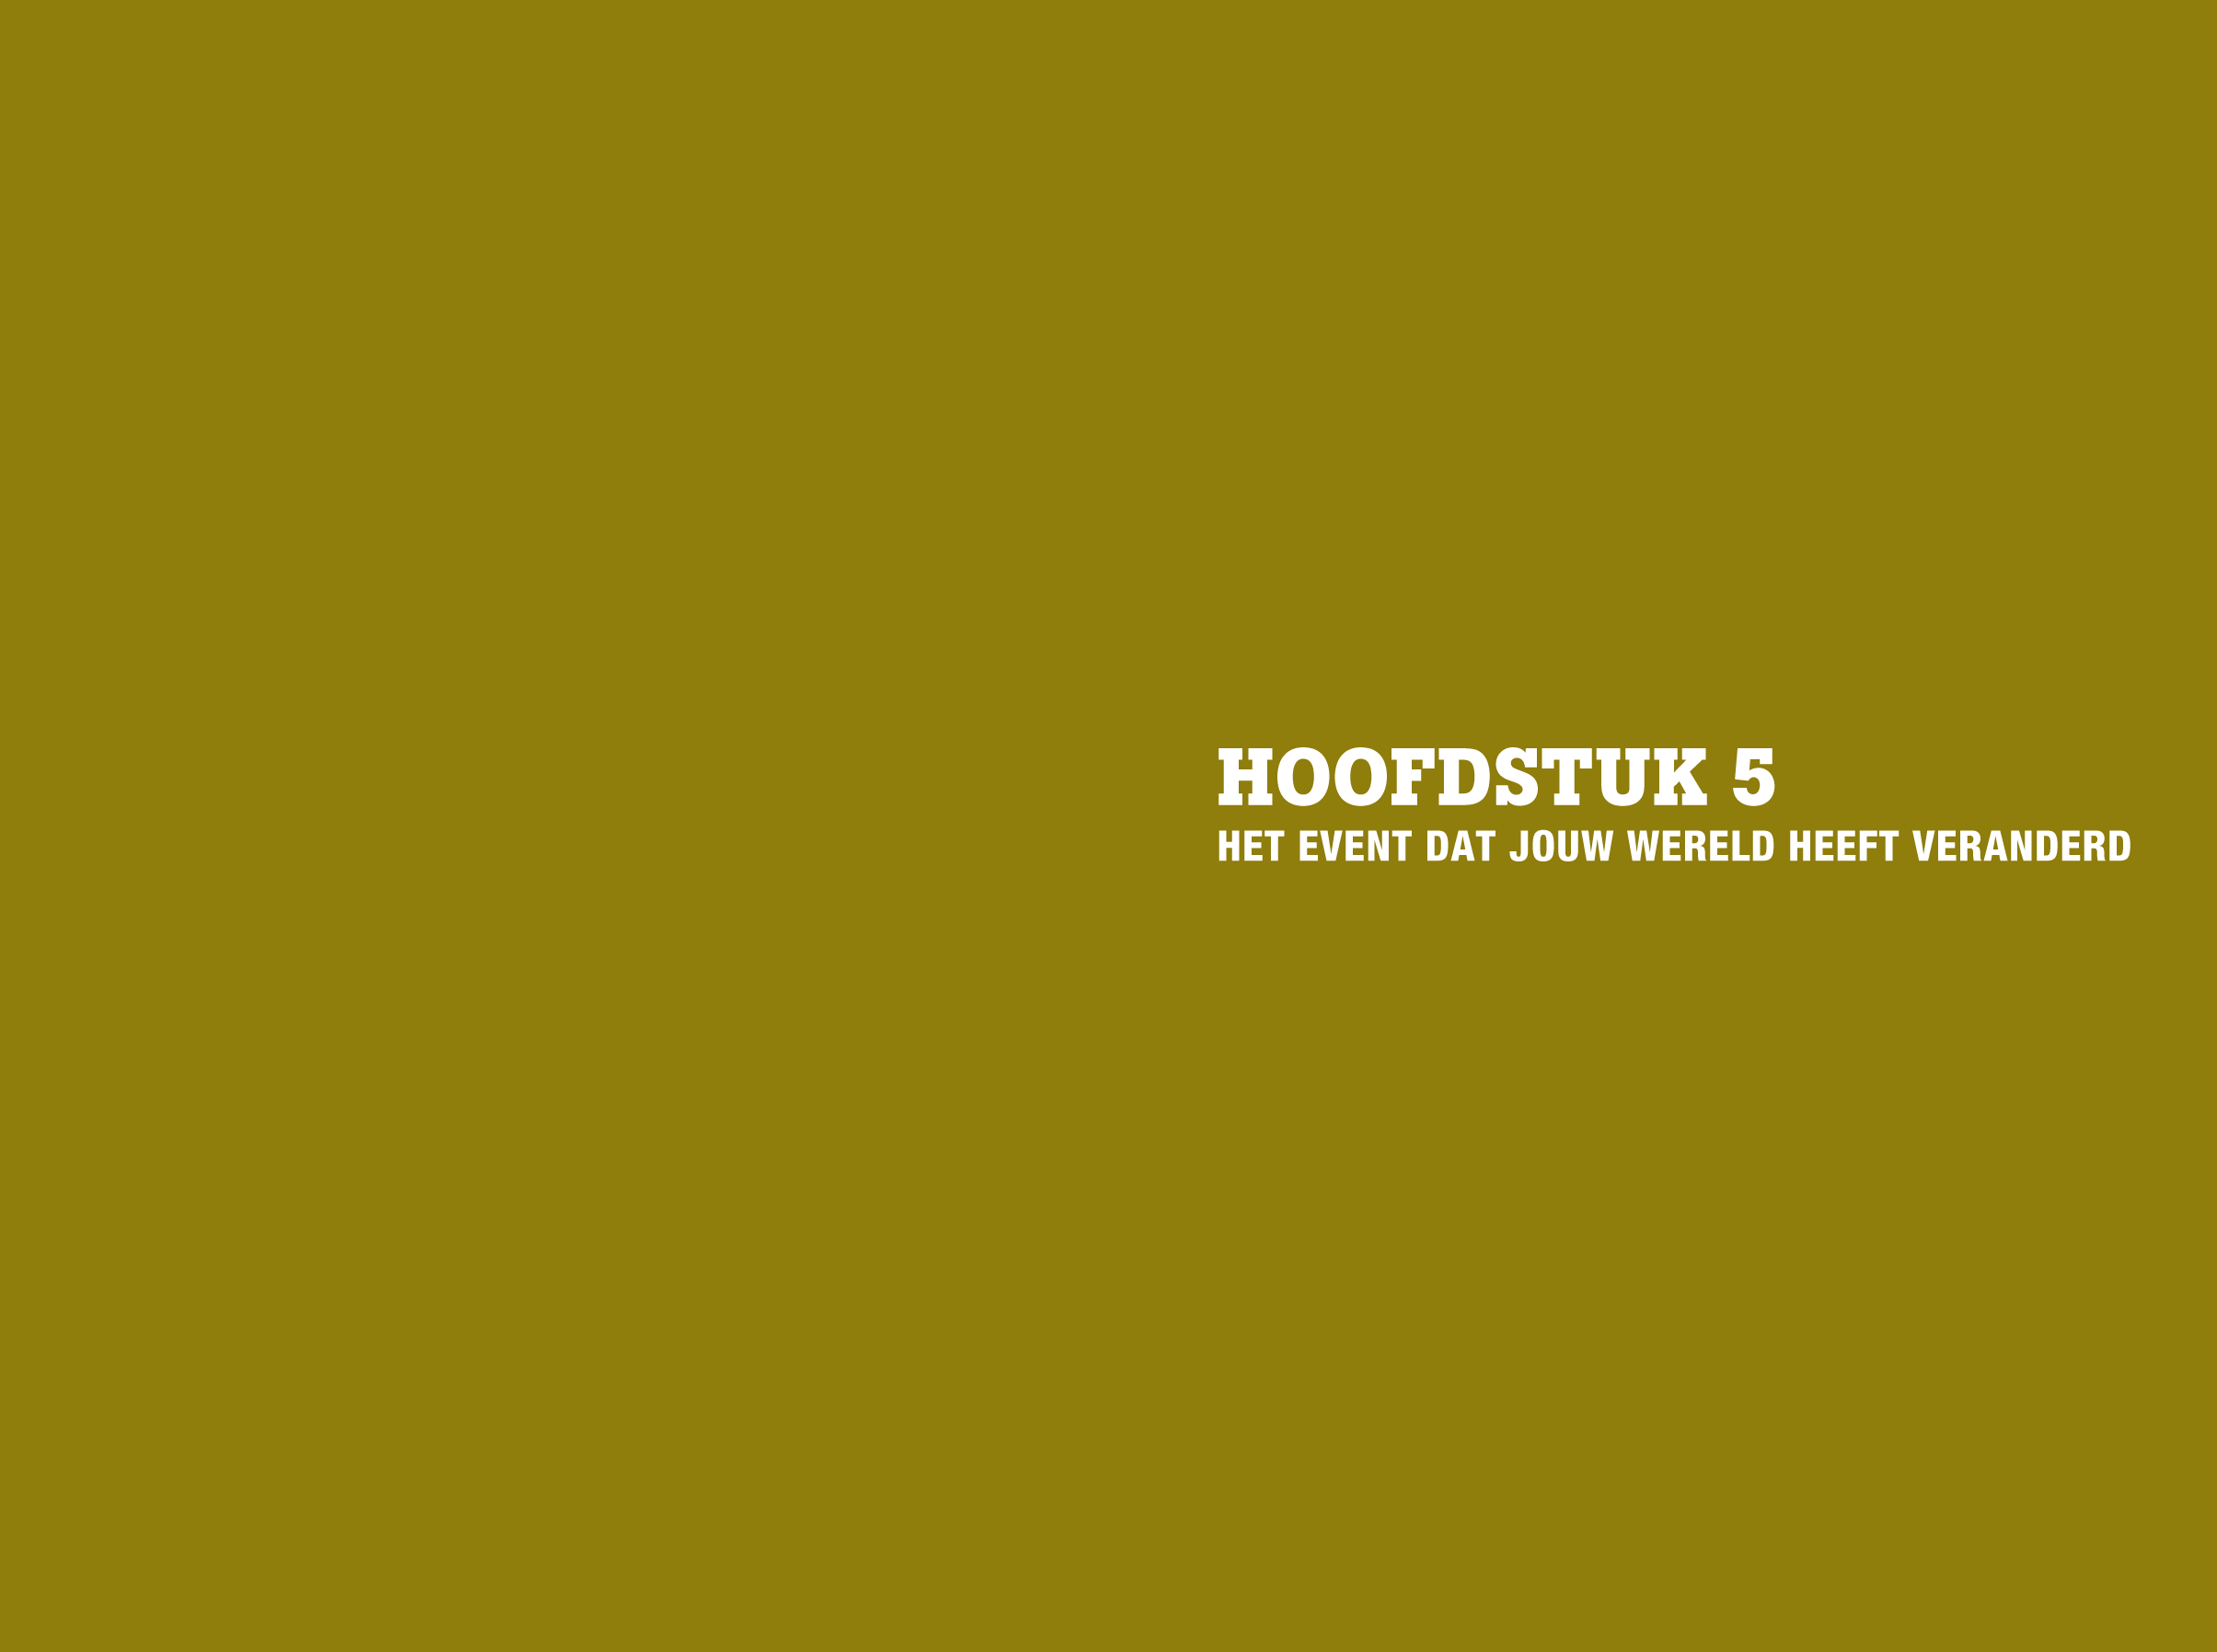 HOOFDSTUK 5
HET EVENT DAT JOUW WERELD HEEFT VERANDERD